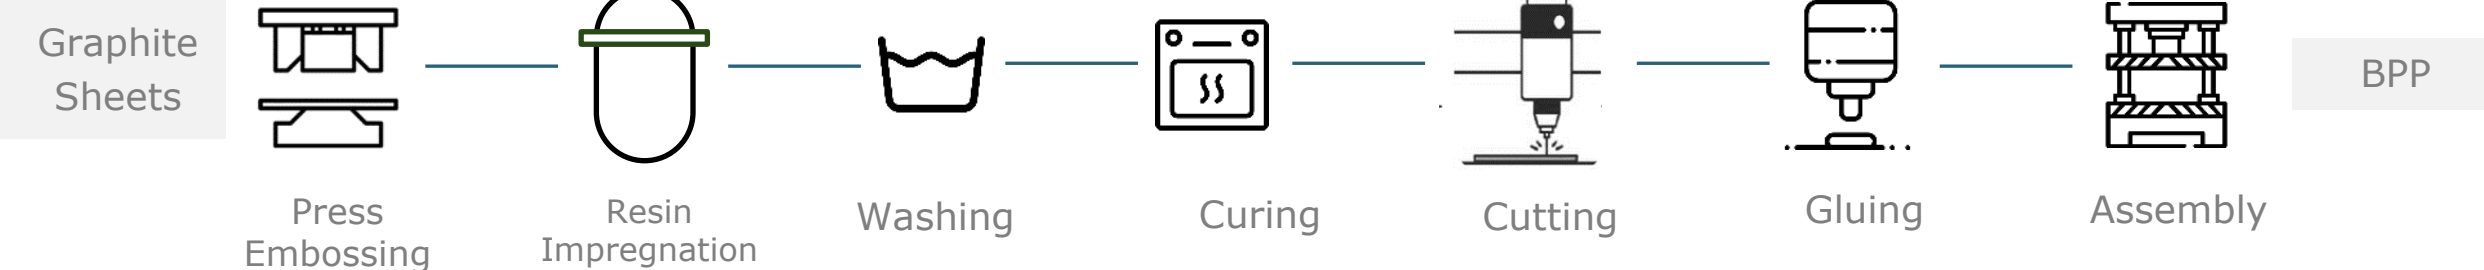 Graphite
Sheets
BPP
Press
Embossing
Resin
Impregnation
Washing
Curing
Cutting
Gluing
Assembly